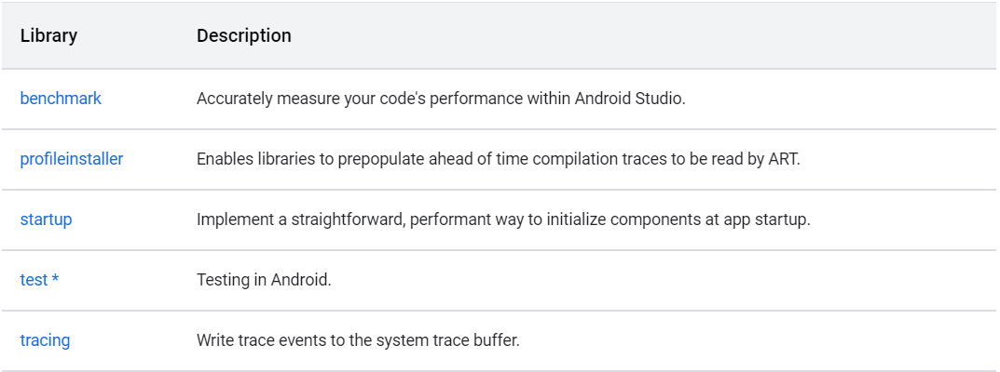 Library Description
benchmark Accurately measure your code's performance within Android Studio.
profileinstaller Enables libraries to prepopulate ahead of time compilation traces to be read by ART.
startup Implement a straightforward, performant way to initialize components at app startup.
test * Testing in Android.
tracing Write trace events to the system trace buffer.